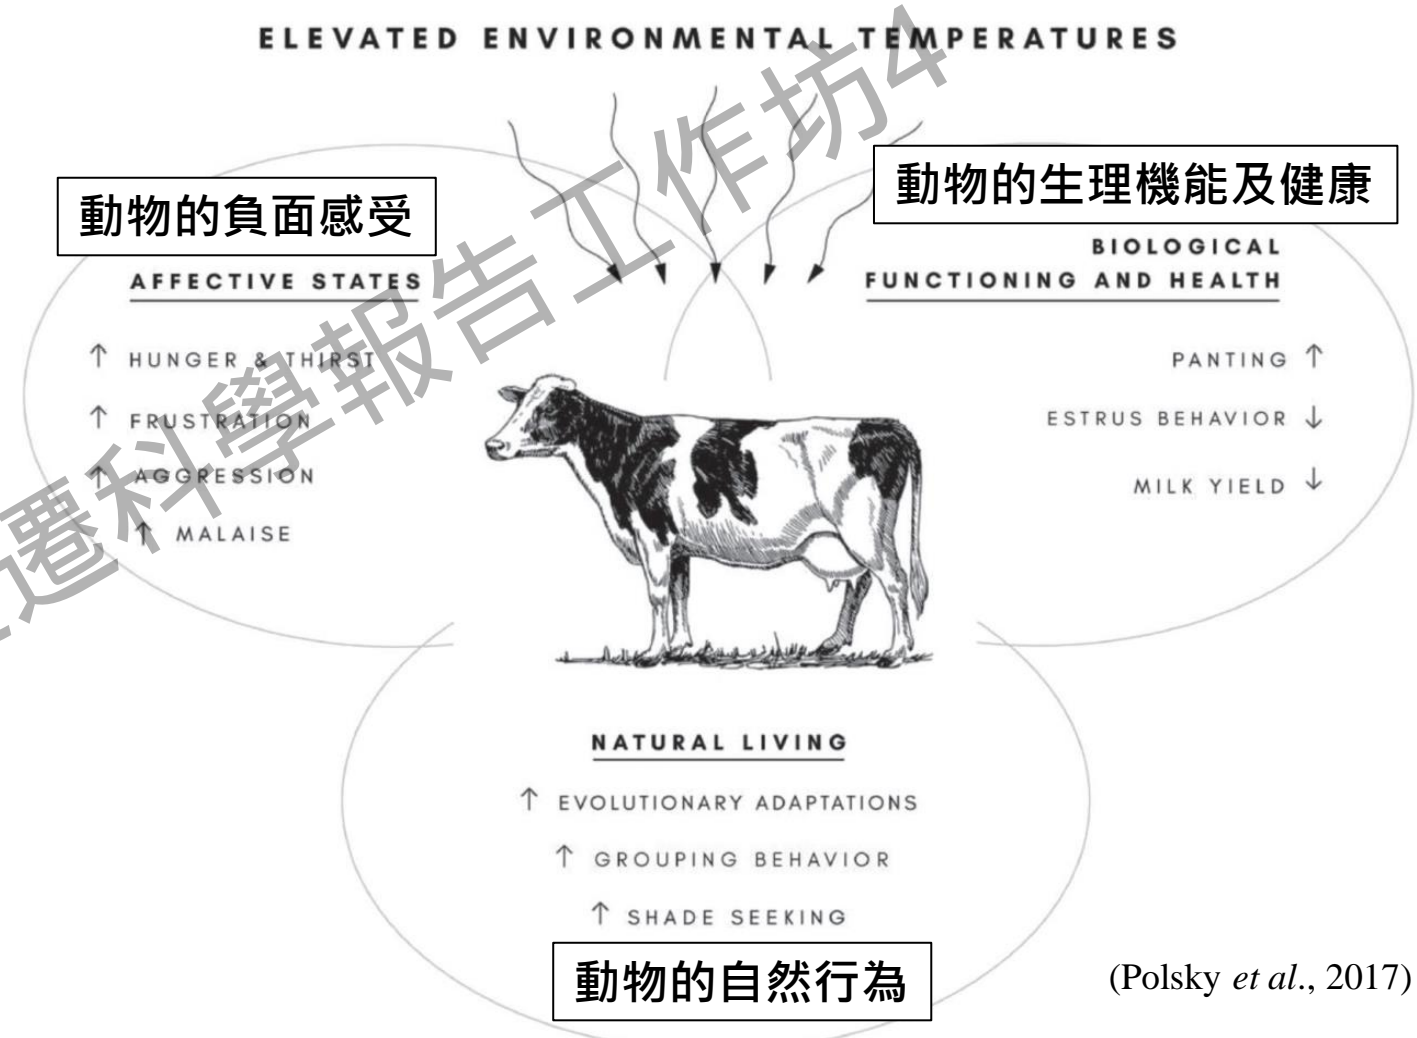 ELEVATED ENVIRONMENTAL TEMPERATURES
動物的負面感受
AFFECTIVE STATES
↑ HUNGER & THIRST
↑ FRUSTRATION
↑ AGGRESSION
↑ MALAISE
動物的生理機能及健康
BIOLOGICAL
FUNCTIONING AND HEALTH
PANTING ↑
ESTRUS BEHAVIOR ↓
MILK YIELD ↓
NATURAL LIVING
↑ EVOLUTIONARY ADAPTATIONS
↑ GROUPING BEHAVIOR
↑ SHADE SEEKING
動物的自然行為
(Polsky et al., 2017)
遷科學報告工作坊4